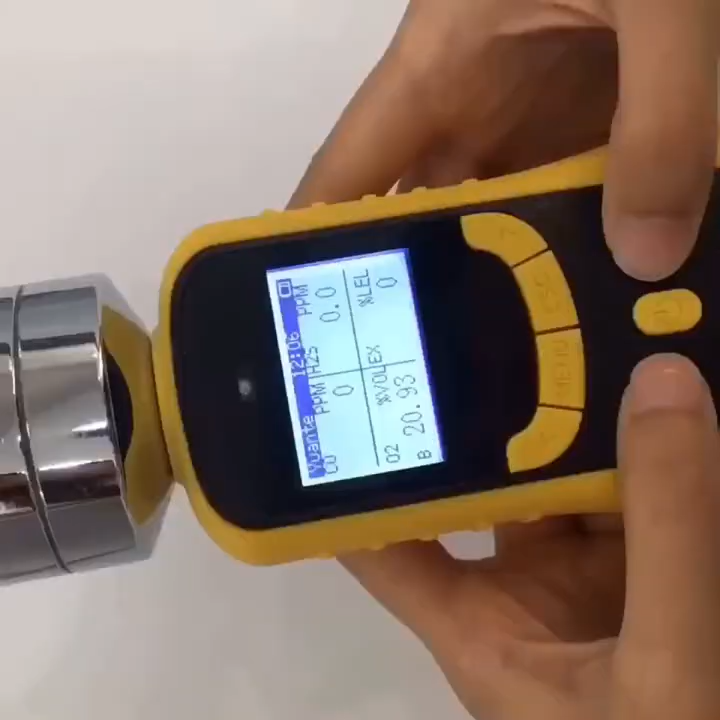 Yuante 12:06
CO PPM H2S PPM
0 0.0
O2 %VOL EX %LEL
20.93 0
B
ESC
MENU